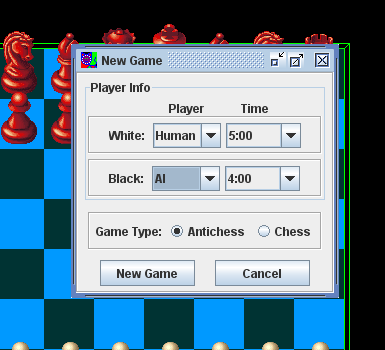 New Game
Player Info
Player Time
White: Human 5:00
Black: AI 4:00
Game Type: Antichess Chess
New Game Cancel